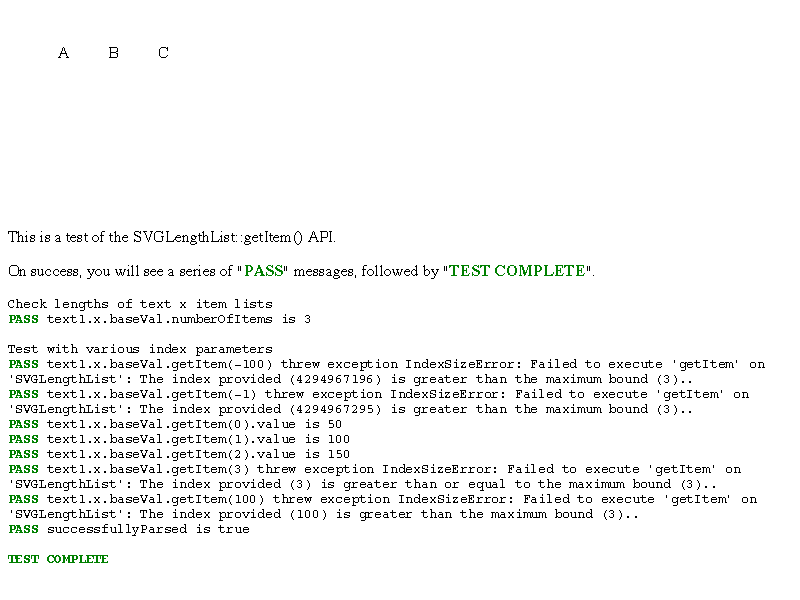 A B C
This is a test of the SVGLengthList::getItem() API.
On success, you will see a series of "PASS" messages, followed by "TEST COMPLETE".
Check lengths of text x item lists
PASS text1.x.baseVal.numberOfItems is 3
Test with various index parameters
PASS text1.x.baseVal.getItem(-100) threw exception IndexSizeError: Failed to execute 'getItem' on
'SVGLengthList': The index provided (4294967196) is greater than the maximum bound (3)..
PASS text1.x.baseVal.getItem(-1) threw exception IndexSizeError: Failed to execute 'getItem' on
'SVGLengthList': The index provided (4294967295) is greater than the maximum bound (3)..
PASS text1.x.baseVal.getItem(0).value is 50
PASS text1.x.baseVal.getItem(1).value is 100
PASS text1.x.baseVal.getItem(2).value is 150
PASS text1.x.baseVal.getItem(3) threw exception IndexSizeError: Failed to execute 'getItem' on
'SVGLengthList': The index provided (3) is greater than or equal to the maximum bound (3)..
PASS text1.x.baseVal.getItem(100) threw exception IndexSizeError: Failed to execute 'getItem' on
'SVGLengthList': The index provided (100) is greater than the maximum bound (3)..
PASS successfullyParsed is true
TEST COMPLETE